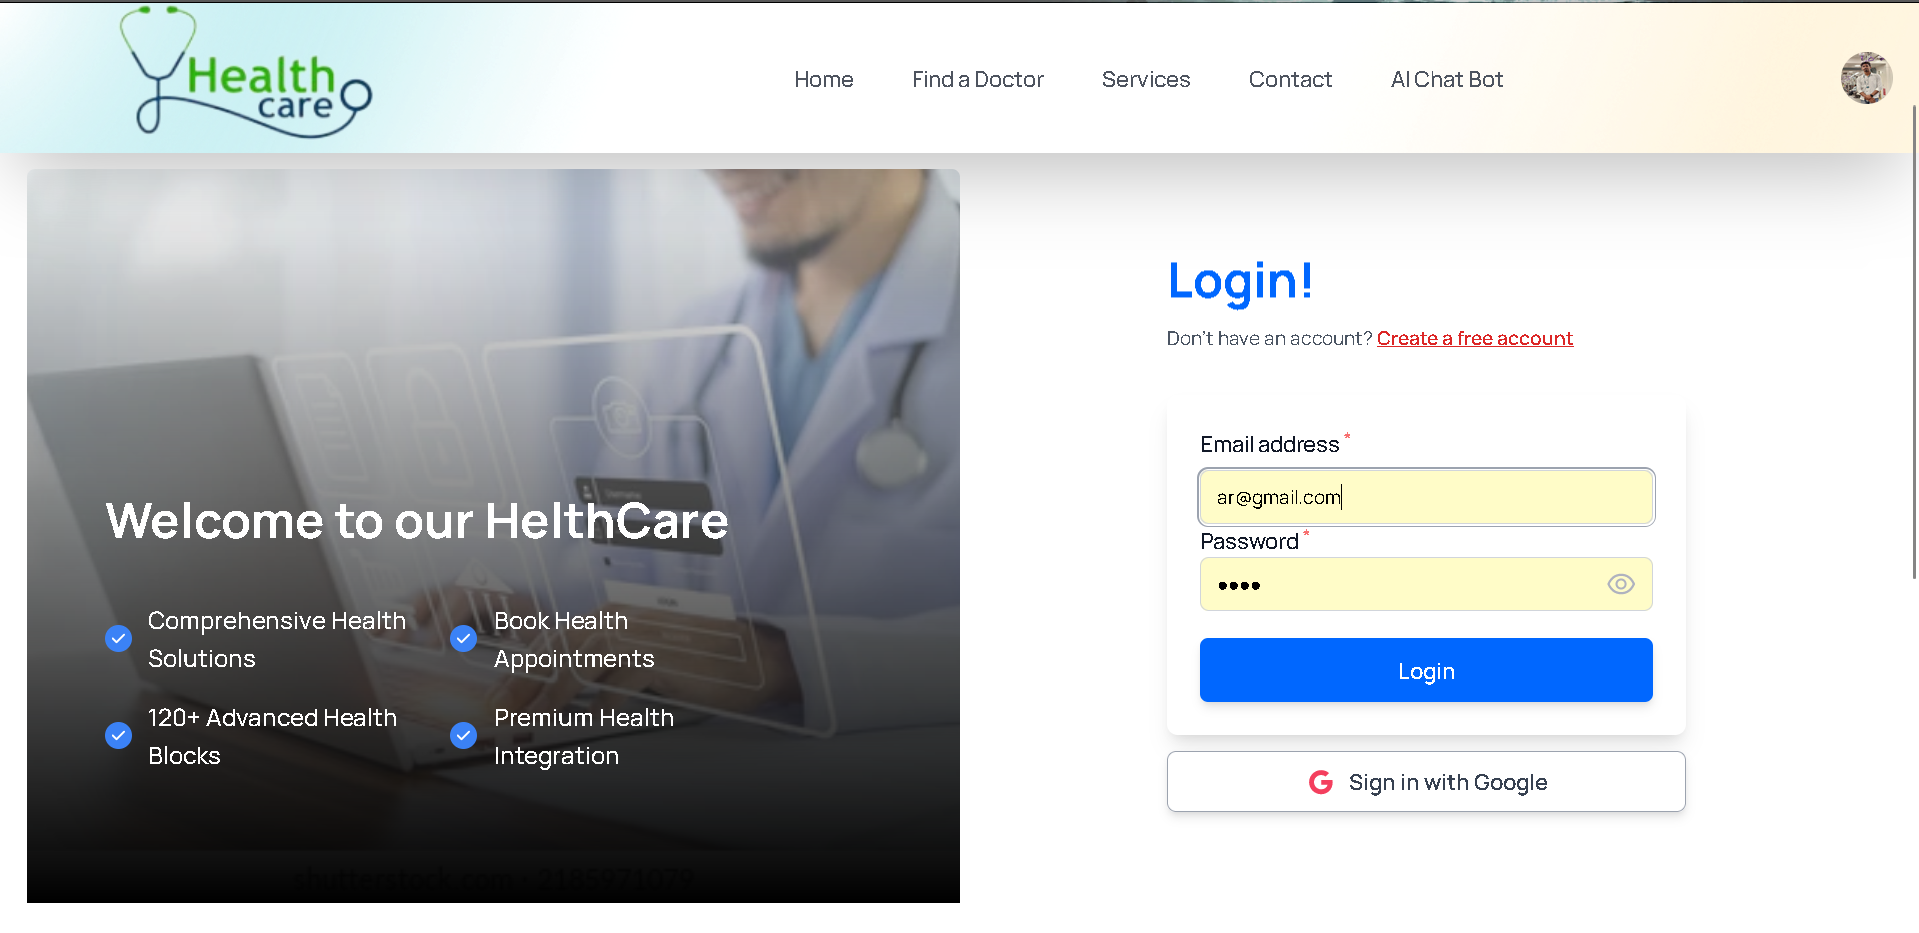 Health
care
Home Find a Doctor Services Contact AI Chat Bot
Welcome to our HelthCare
Comprehensive Health
Solutions
Book Health
Appointments
120+ Advanced Health
Blocks
Premium Health
Integration
shutterstock.com · 2185971079
Login!
Don't have an account? Create a free account
Email address *
ar@gmail.com
Password *
Login
G Sign in with Google